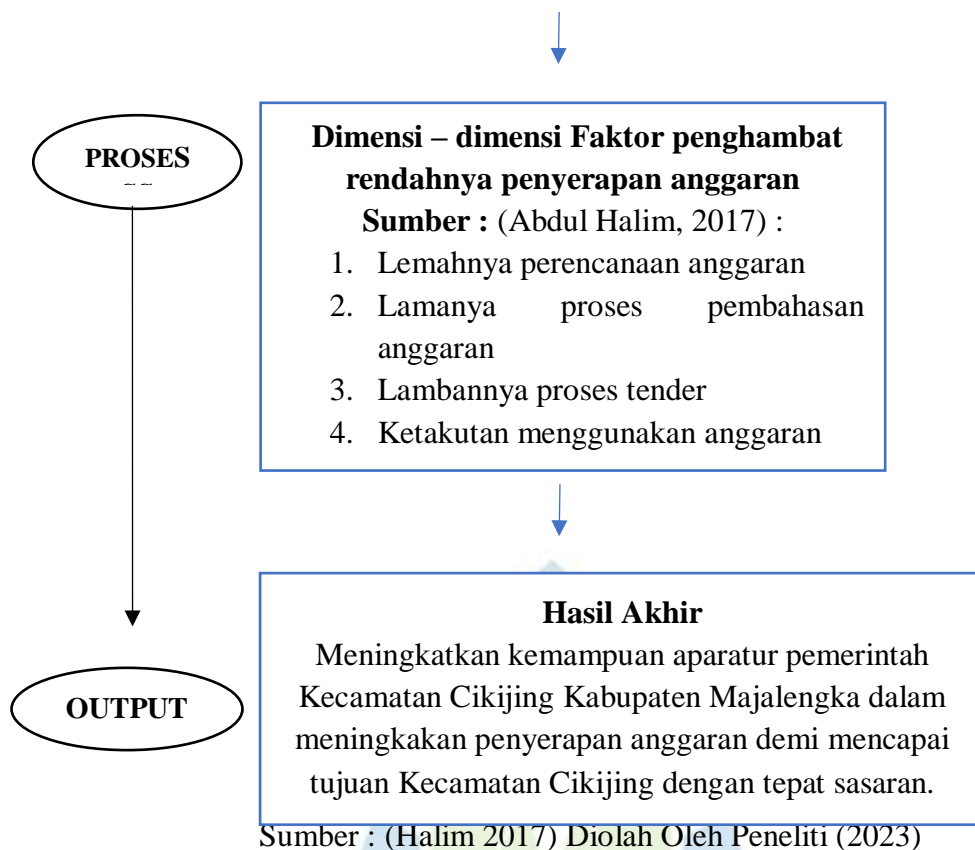 PROSES
Dimensi – dimensi Faktor penghambat
rendahnya penyerapan anggaran
Sumber : (Abdul Halim, 2017) :
1. Lemahnya perencanaan anggaran
2. Lamanya proses pembahasan
anggaran
3. Lambannya proses tender
4. Ketakutan menggunakan anggaran
OUTPUT
Hasil Akhir
Meningkatkan kemampuan aparatur pemerintah
Kecamatan Cikijing Kabupaten Majalengka dalam
meningkakan penyerapan anggaran demi mencapai
tujuan Kecamatan Cikijing dengan tepat sasaran.
Sumber : (Halim 2017) Diolah Oleh Peneliti (2023)